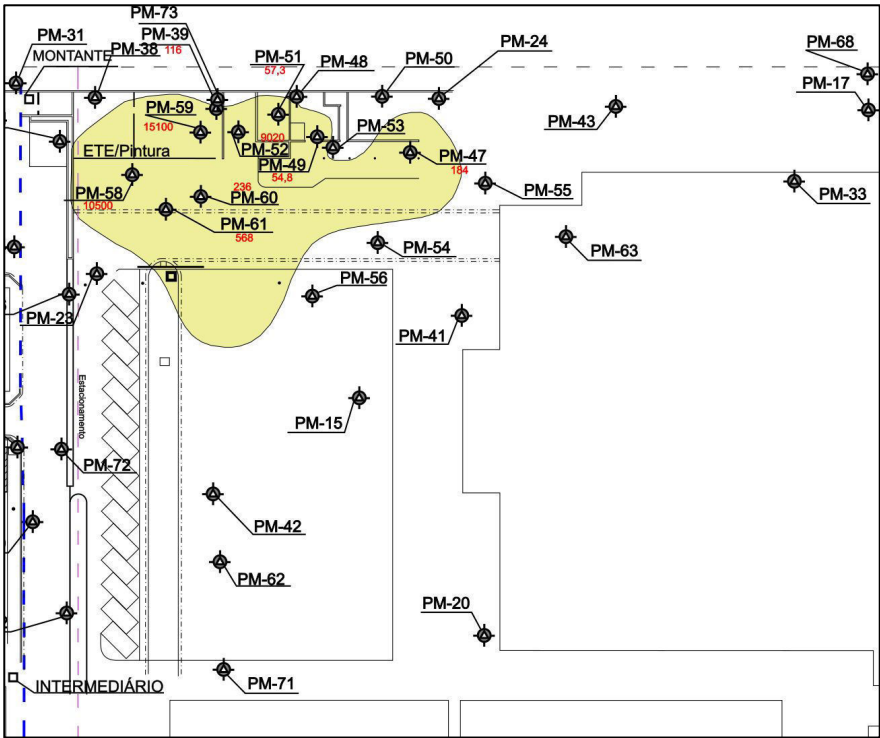 PM-73
PM-31
PM-39
PM-38
116
MONTANTE
PM-51
57,3
PM-48
PM-50
PM-24
PM-68
PM-17
PM-59
15100
PM-43
PM-52
9020
PM-53
ETE/Pintura
PM-49
54,8
PM-47
184
PM-58
10500
236
PM-60
PM-55
PM-33
PM-61
568
PM-54
PM-63
PM-56
PM-23
PM-41
Estacionamento
PM-15
PM-72
PM-42
PM-62
PM-20
PM-71
INTERMEDIÁRIO